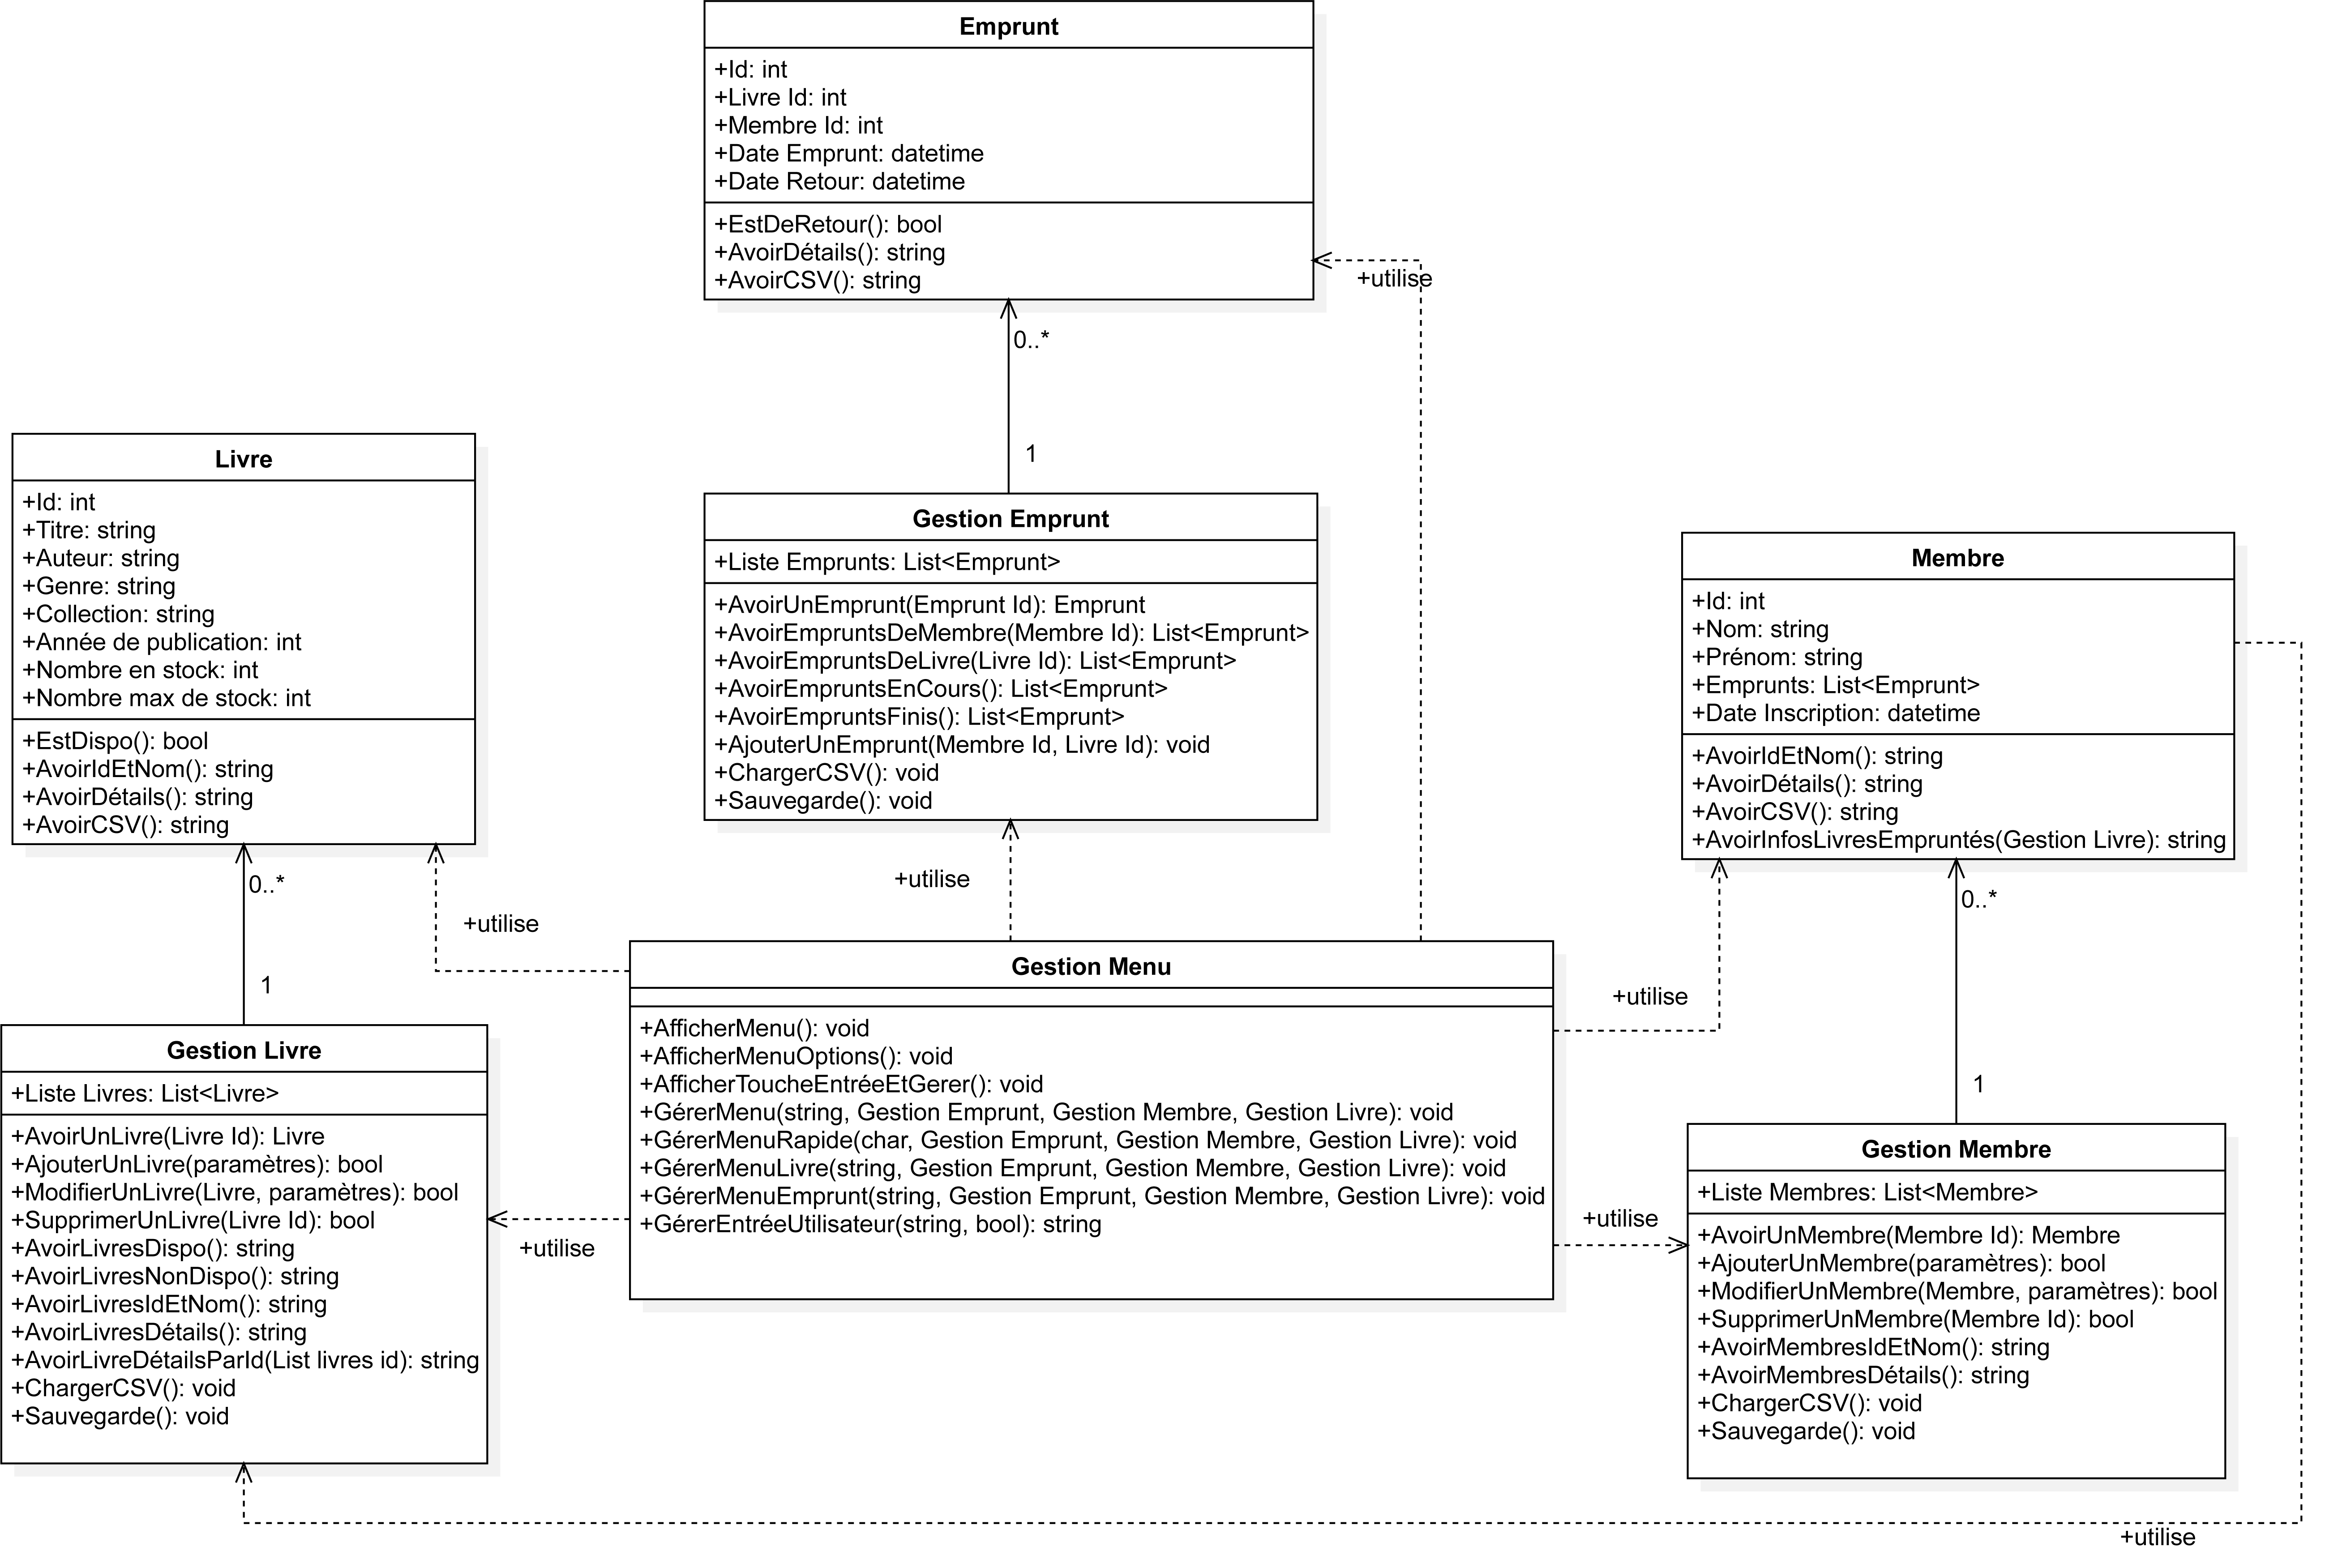 Emprunt
+Id: int
+Livre Id: int
+Membre Id: int
+Date Emprunt: datetime
+Date Retour: datetime
+EstDeRetour(): bool
+AvoirDétails(): string
+AvoirCSV(): string
+utilise
0..*
1
Livre
+Id: int
+Titre: string
+Auteur: string
+Genre: string
+Collection: string
+Année de publication: int
+Nombre en stock: int
+Nombre max de stock: int
+EstDispo(): bool
+AvoirIdEtNom(): string
+AvoirDétails(): string
+AvoirCSV(): string
0..*
1
+utilise
Gestion Emprunt
+Liste Emprunts: List<Emprunt>
+AvoirUnEmprunt(Emprunt Id): Emprunt
+AvoirEmpruntsDeMembre(Membre Id): List<Emprunt>
+AvoirEmpruntsDeLivre(Livre Id): List<Emprunt>
+AvoirEmpruntsEnCours(): List<Emprunt>
+AvoirEmpruntsFinis(): List<Emprunt>
+AjouterUnEmprunt(Membre Id, Livre Id): void
+ChargerCSV(): void
+Sauvegarde(): void
+utilise
Membre
+Id: int
+Nom: string
+Prénom: string
+Emprunts: List<Emprunt>
+Date Inscription: datetime
+AvoirIdEtNom(): string
+AvoirDétails(): string
+AvoirCSV(): string
+AvoirInfosLivresEmpruntés(Gestion Livre): string
0..*
1
+utilise
Gestion Menu
+AfficherMenu(): void
+AfficherMenuOptions(): void
+AfficherToucheEntréeEtGerer(): void
+GérerMenu(string, Gestion Emprunt, Gestion Membre, Gestion Livre): void
+GérerMenuRapide(char, Gestion Emprunt, Gestion Membre, Gestion Livre): void
+GérerMenuLivre(string, Gestion Emprunt, Gestion Membre, Gestion Livre): void
+GérerMenuEmprunt(string, Gestion Emprunt, Gestion Membre, Gestion Livre): void
+GérerEntréeUtilisateur(string, bool): string
+utilise
+utilise
Gestion Livre
+Liste Livres: List<Livre>
+AvoirUnLivre(Livre Id): Livre
+AjouterUnLivre(paramètres): bool
+ModifierUnLivre(Livre, paramètres): bool
+SupprimerUnLivre(Livre Id): bool
+AvoirLivresDispo(): string
+AvoirLivresNonDispo(): string
+AvoirLivresIdEtNom(): string
+AvoirLivresDétails(): string
+AvoirLivreDétailsParId(List livres id): string
+ChargerCSV(): void
+Sauvegarde(): void
Gestion Membre
+Liste Membres: List<Membre>
+AvoirUnMembre(Membre Id): Membre
+AjouterUnMembre(paramètres): bool
+ModifierUnMembre(Membre, paramètres): bool
+SupprimerUnMembre(Membre Id): bool
+AvoirMembresIdEtNom(): string
+AvoirMembresDétails(): string
+ChargerCSV(): void
+Sauvegarde(): void
+utilise